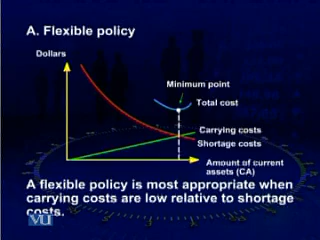 A. Flexible policy
Dollars
Minimum point
Total cost
Carrying costs
Shortage costs
Amount of current
assets (CA)
A flexible policy is most appropriate when
carrying costs are low relative to shortage
costs.
VU